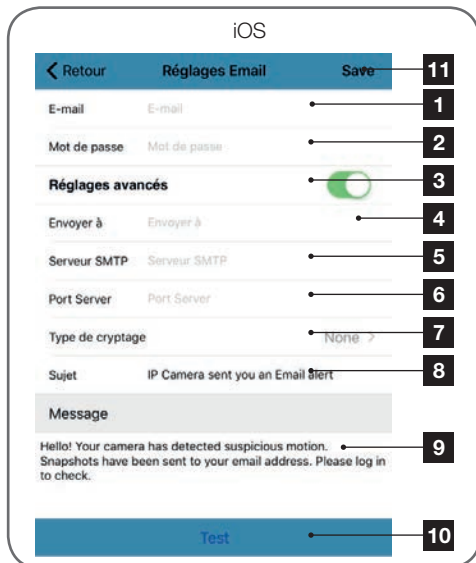 iOS
Retour Réglages Email Save 11
E-mail E-mail 1
Mot de passe Mot de passe 2
Réglages avancés 3
Envoyer à Envoyer à 4
Serveur SMTP Serveur SMTP 5
Port Server Port Server 6
Type de cryptage None > 7
Sujet IP Camera sent you an Email alert 8
Message
Hello! Your camera has detected suspicious motion. 9
Snapshots have been sent to your email address. Please log in
to check.
Test 10